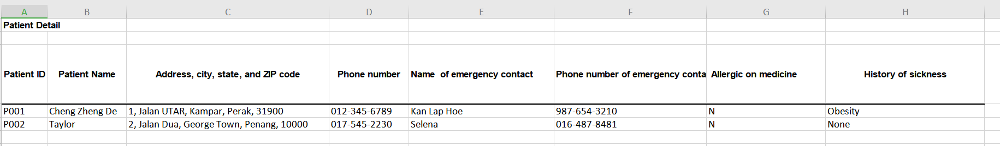 A B C D E F G H
Patient Detail
Patient ID Patient Name Address, city, state, and ZIP code Phone number Name  of emergency contact Phone number of emergency conta Allergic on medicine History of sickness
P001 Cheng Zheng De 1, Jalan UTAR, Kampar, Perak, 31900 012-345-6789 Kan Lap Hoe 987-654-3210 N Obesity
P002 Taylor 2, Jalan Dua, George Town, Penang, 10000 017-545-2230 Selena 016-487-8481 N None